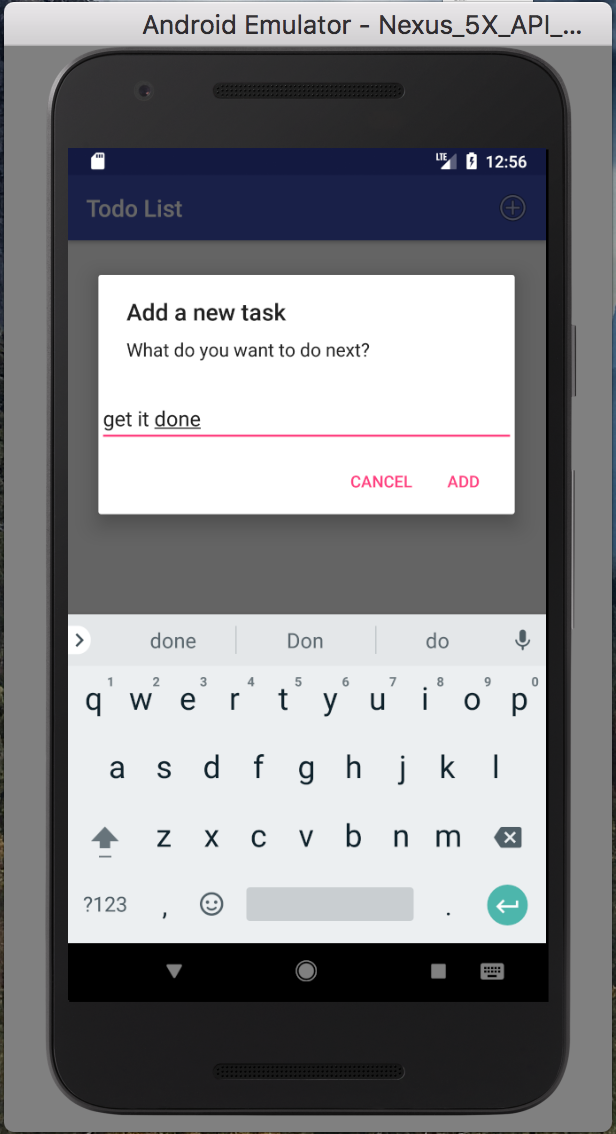 Android Emulator - Nexus_5X_API_...
LTE 12:56
Todo List
Add a new task
What do you want to do next?
get it done
CANCEL ADD
done Don do
1 2 3 4 5 6 7 8 9 0
q w e r t y u i o p
a s d f g h j k l
z x c v b n m
?123 , .